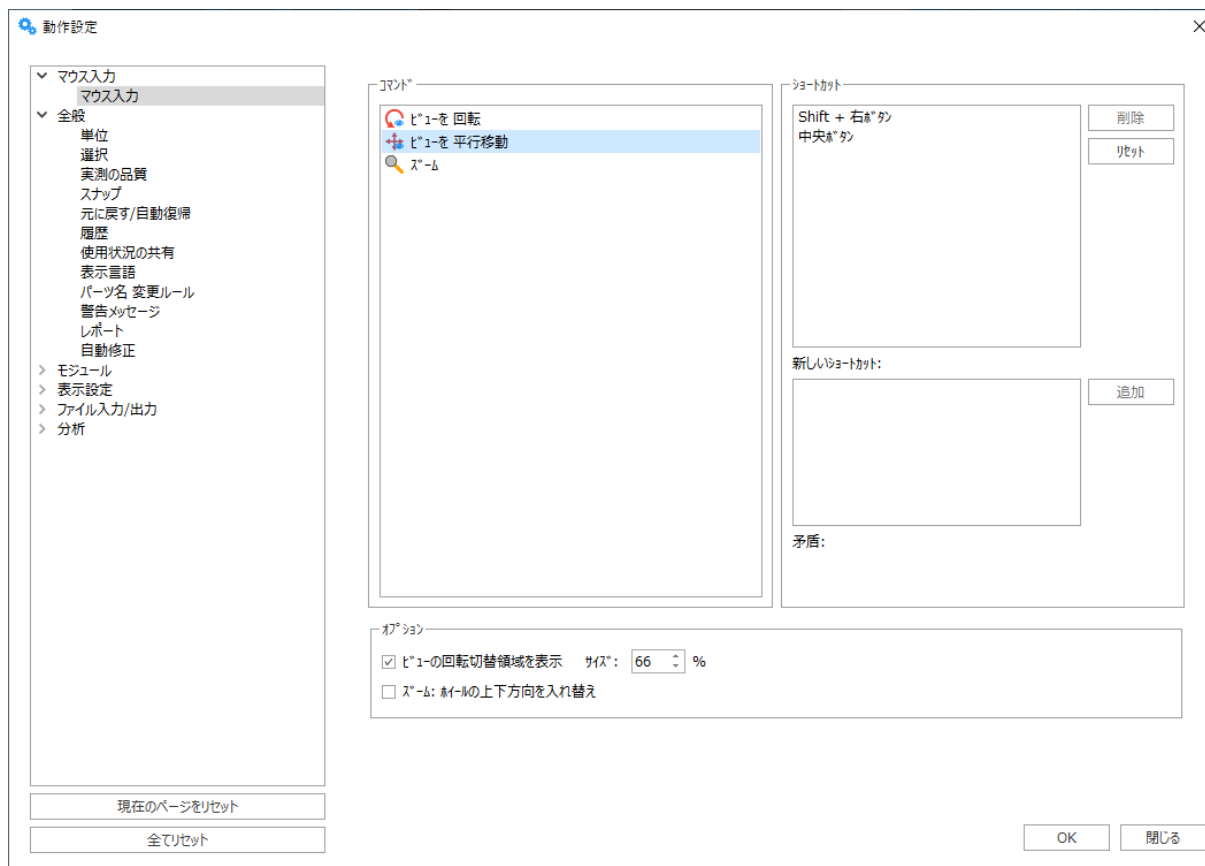 動作設定
マウス入力
マウス入力
全般
単位
選択
実測の品質
スナップ
元に戻す/自動復帰
履歴
使用状況の共有
表示言語
パーツ名 変更ルール
警告メッセージ
レポート
自動修正
モジュール
表示設定
ファイル入力/出力
分析
現在のページをリセット
全てリセット
ｺﾏﾝﾄﾞ
ﾋﾞｭｰを 回転
ﾋﾞｭｰを 平行移動
ｽﾞｰﾑ
ｼｮｰﾄｶｯﾄ
Shift + 右ﾎﾞﾀﾝ
中央ﾎﾞﾀﾝ
削除
ﾘｾｯﾄ
新しいｼｮｰﾄｶｯﾄ:
追加
矛盾:
ｵﾌﾟｼｮﾝ
ﾋﾞｭｰの回転切替領域を表示 ｻｲｽﾞ: 66 %
ｽﾞｰﾑ: ﾎｲｰﾙの上下方向を入れ替え
OK
閉じる